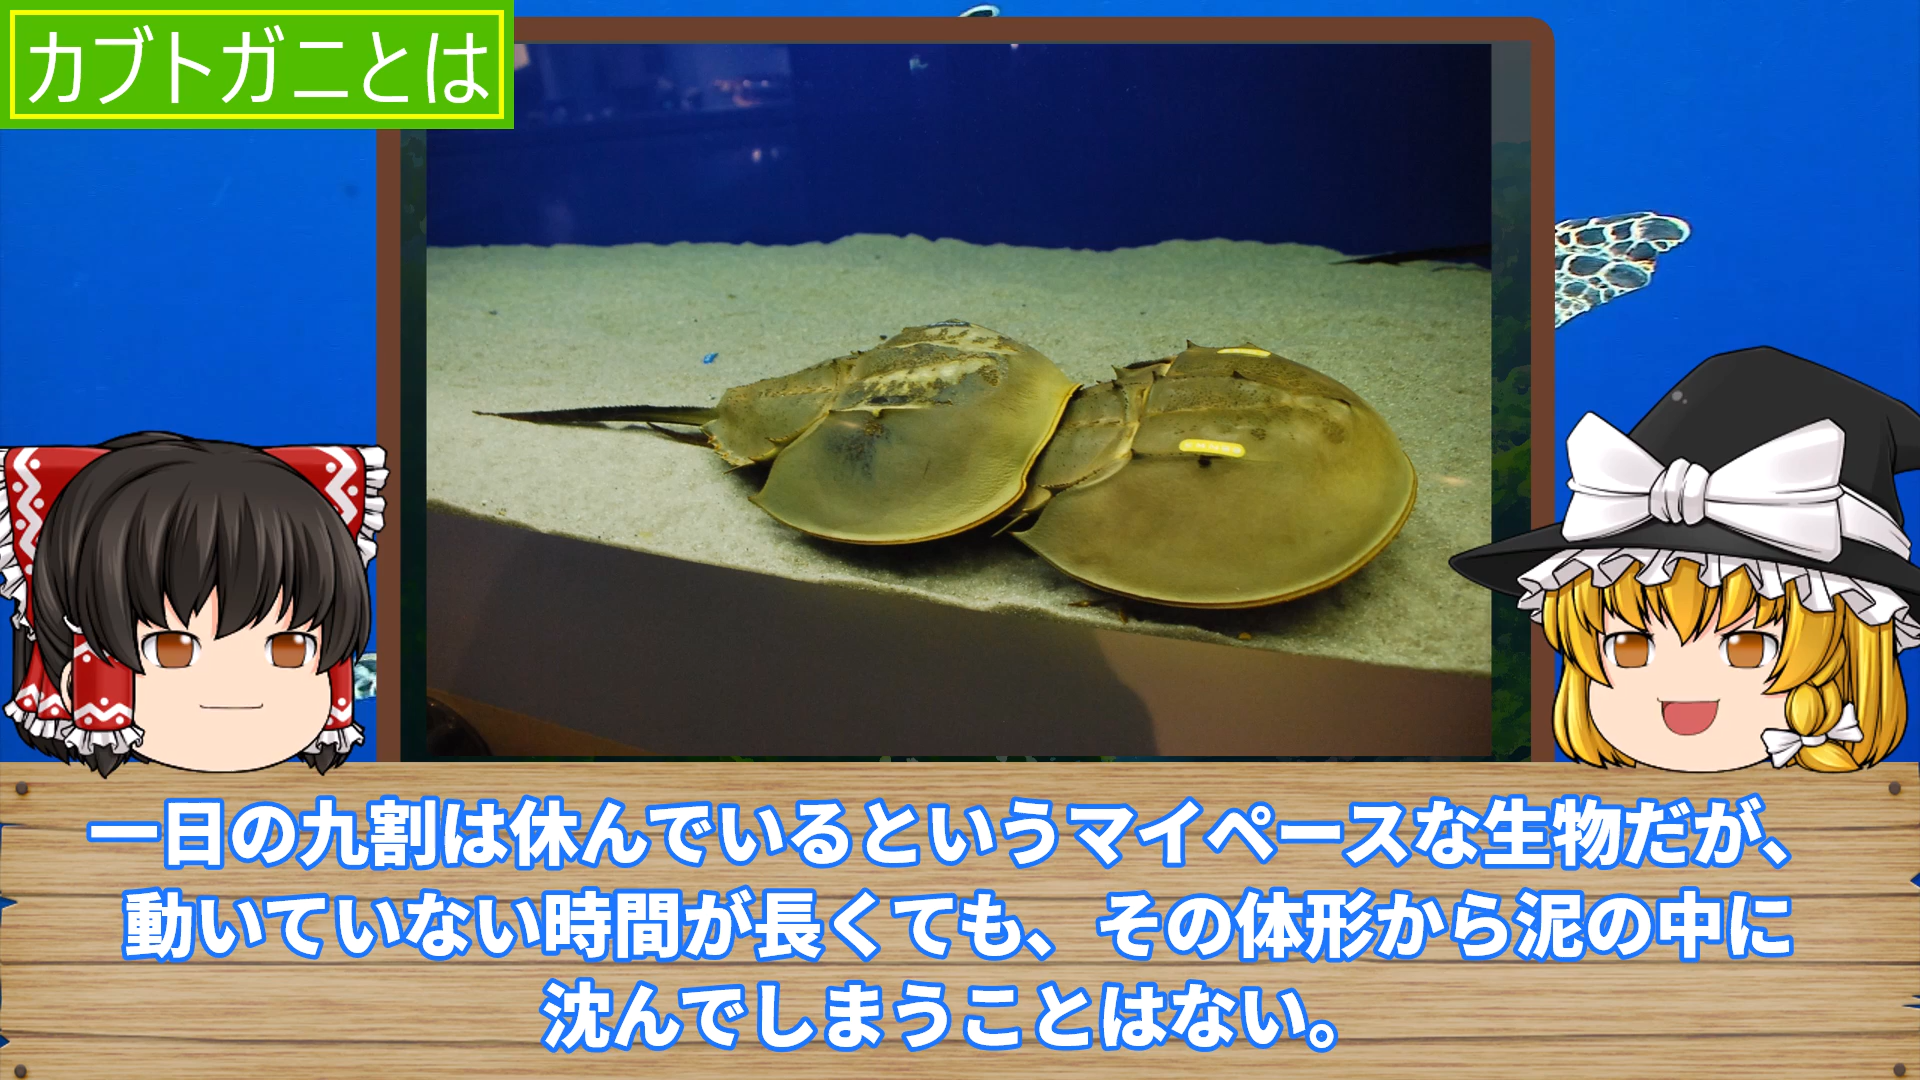 カブトガニとは
一日の九割は休んでいるというマイペースな生物だが、
動いていない時間が長くても、その体形から泥の中に
沈んでしまうことはない。